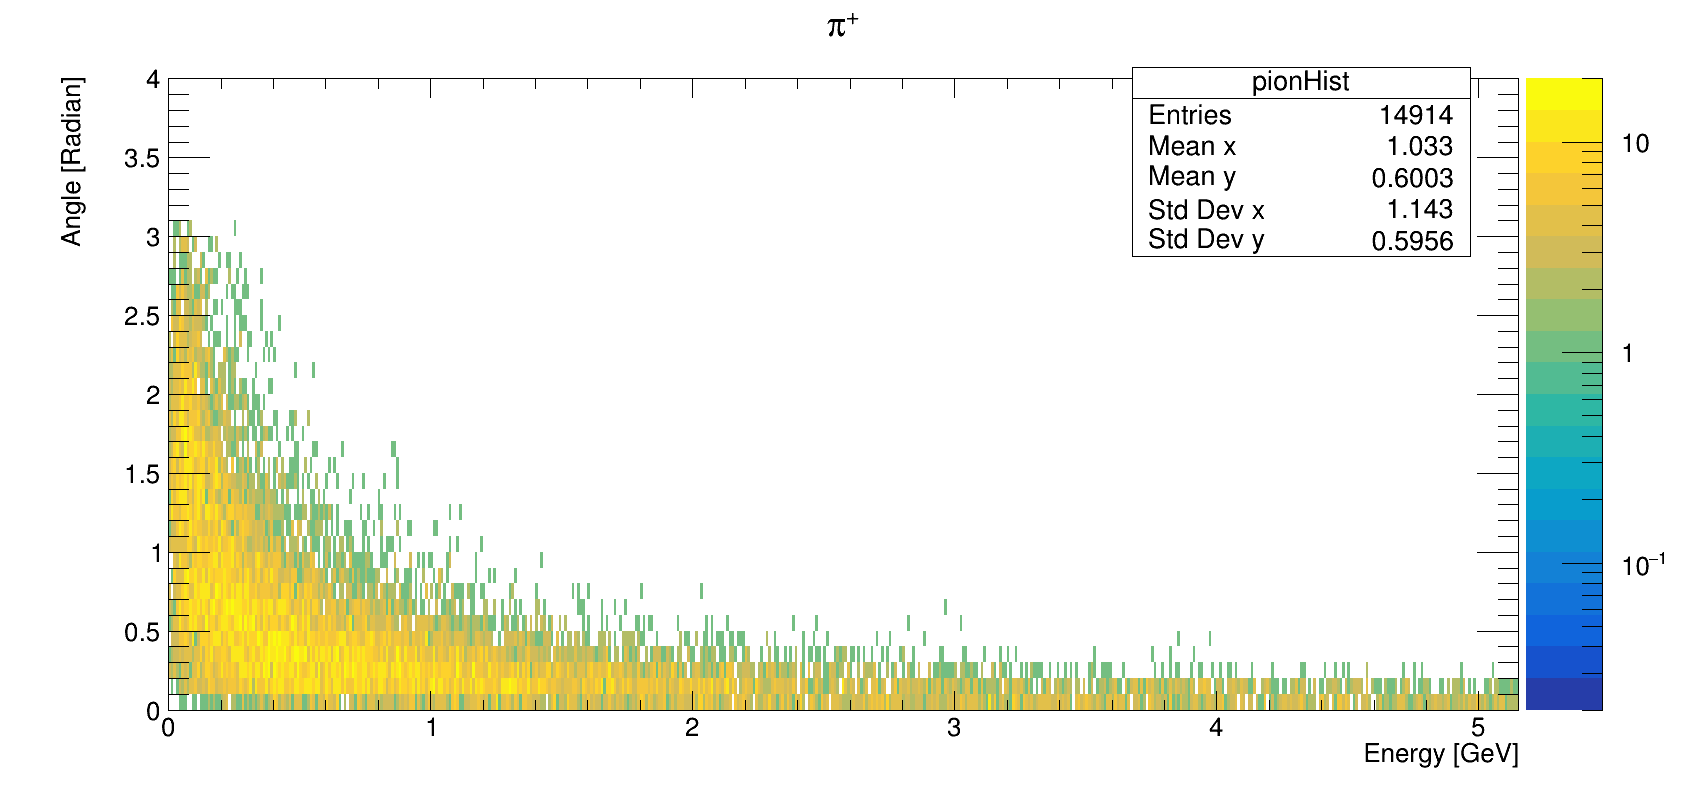 π⁺
pionHist
Entries 14914
Mean x 1.033
Mean y 0.6003
Std Dev x 1.143
Std Dev y 0.5956
Angle [Radian]
4
3.5
3
2.5
2
1.5
1
0.5
0
0 1 2 3 4 5
Energy [GeV]
10
1
10⁻¹